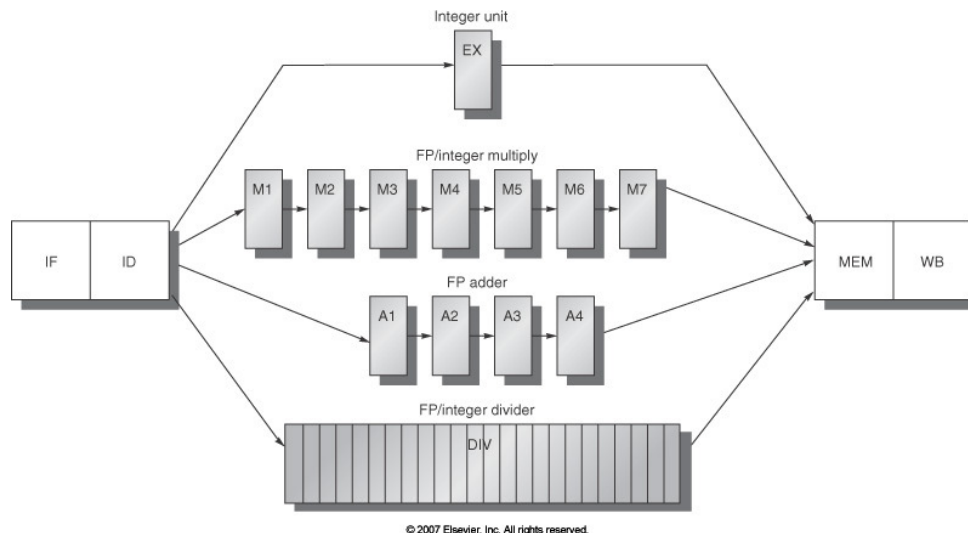 Integer unit
EX
FP/integer multiply
M1 M2 M3 M4 M5 M6 M7
IF ID MEM WB
FP adder
A1 A2 A3 A4
FP/integer divider
DIV
© 2007 Elsevier, Inc. All rights reserved.